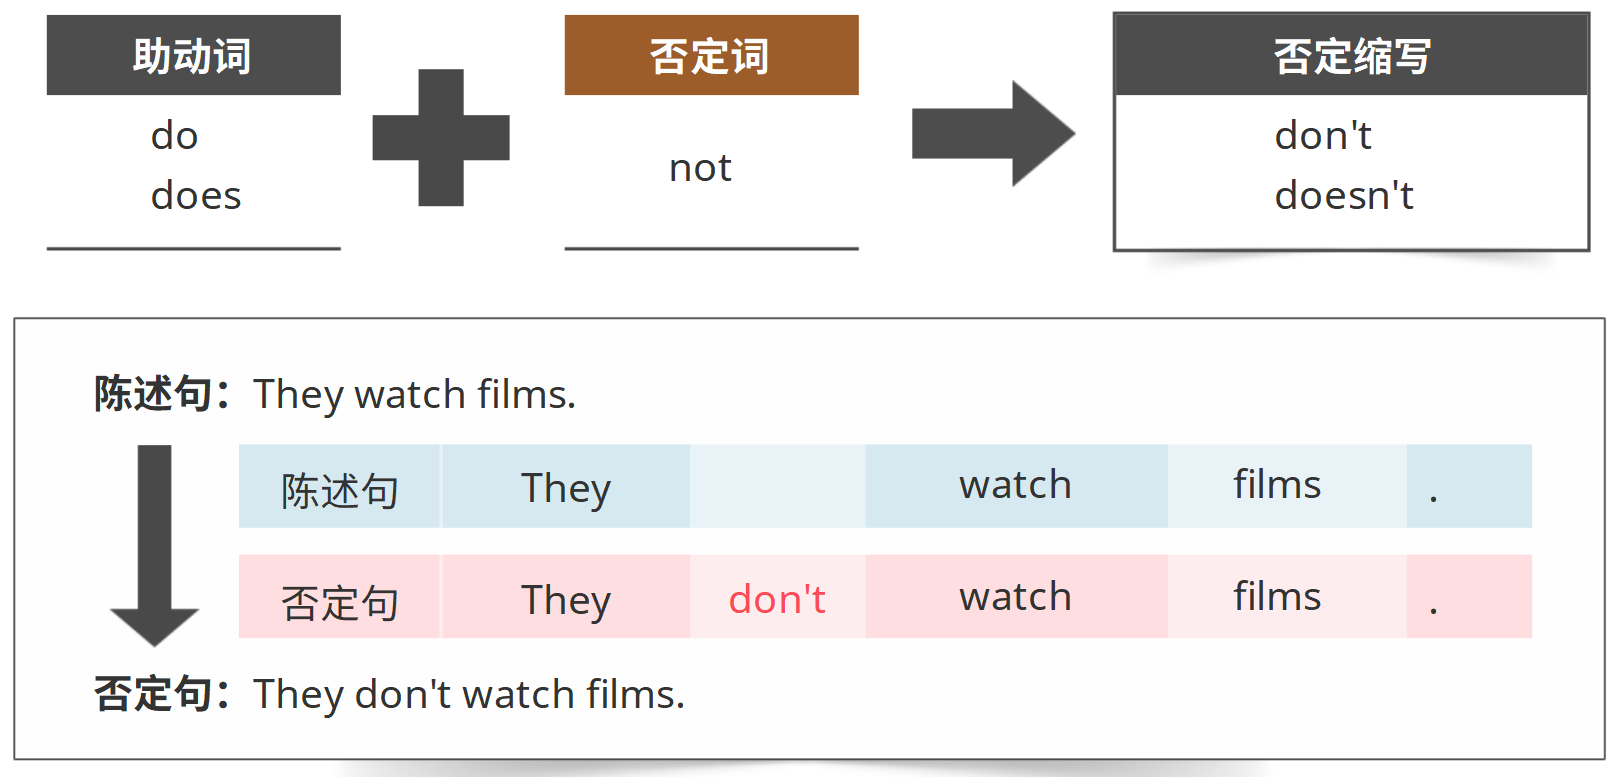 助动词
do
does
否定词
not
否定缩写
don't
doesn't
陈述句：They watch films.
陈述句 They watch films .
否定句 They don't watch films .
否定句：They don't watch films.